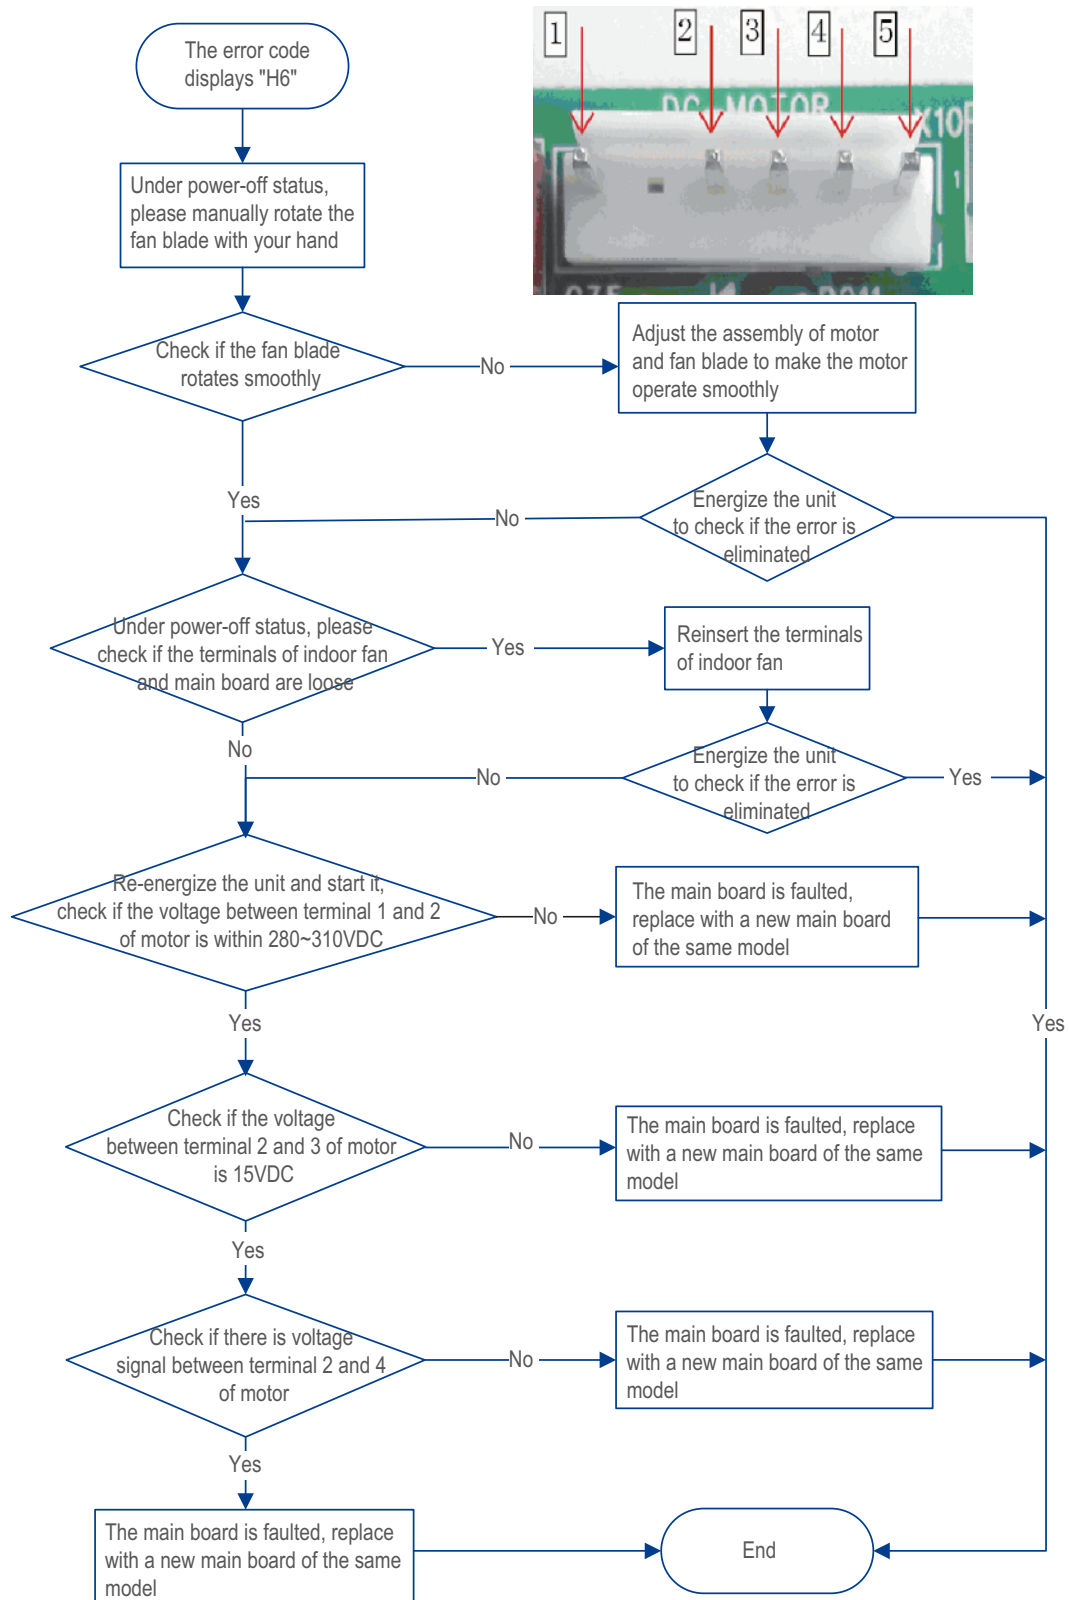 The error code
displays "H6"
1
2
3
4
5
DC MOTOR
X10
1
Under power-off status,
please manually rotate the
fan blade with your hand
Check if the fan blade
rotates smoothly
No
Adjust the assembly of motor
and fan blade to make the motor
operate smoothly
Yes
No
Energize the unit
to check if the error is
eliminated
Under power-off status, please
check if the terminals of indoor fan
and main board are loose
Yes
Reinsert the terminals
of indoor fan
No
No
Energize the unit
to check if the error is
eliminated
Yes
Re-energize the unit and start it,
check if the voltage between terminal 1 and 2
of motor is within 280~310VDC
No
The main board is faulted,
replace with a new main board
of the same model
Yes
Yes
Check if the voltage
between terminal 2 and 3 of motor
is 15VDC
No
The main board is faulted, replace
with a new main board of the same
model
Yes
Check if there is voltage
signal between terminal 2 and 4
of motor
No
The main board is faulted, replace
with a new main board of the same
model
Yes
The main board is faulted, replace
with a new main board of the same
model
End